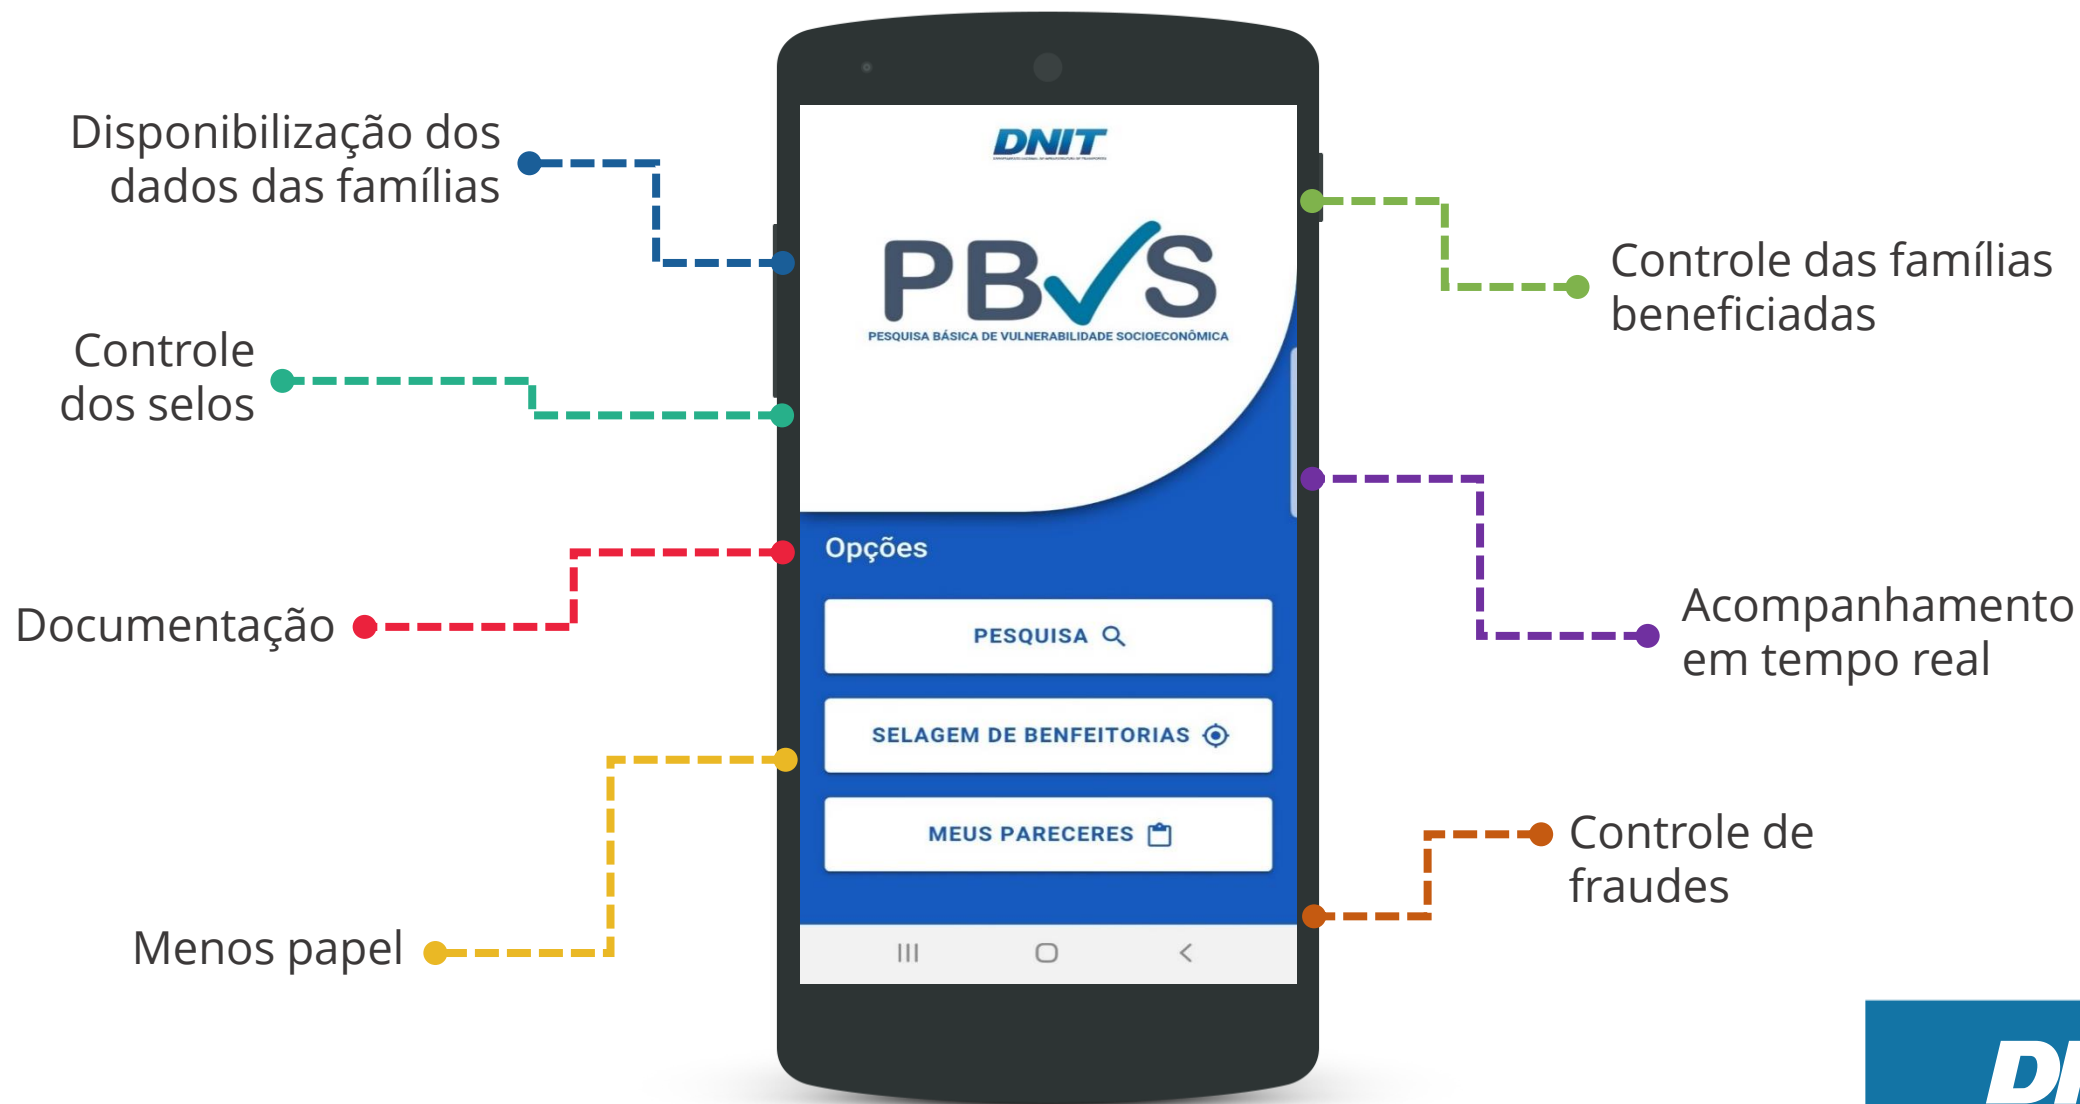 Disponibilização dos
dados das famílias
Controle
dos selos
Documentação
Menos papel
DNIT
PBVS
PESQUISA BÁSICA DE VULNERABILIDADE SOCIOECONÔMICA
Opções
PESQUISA
SELAGEM DE BENFEITORIAS
MEUS PARECERES
Controle das famílias
beneficiadas
Acompanhamento
em tempo real
Controle de
fraudes